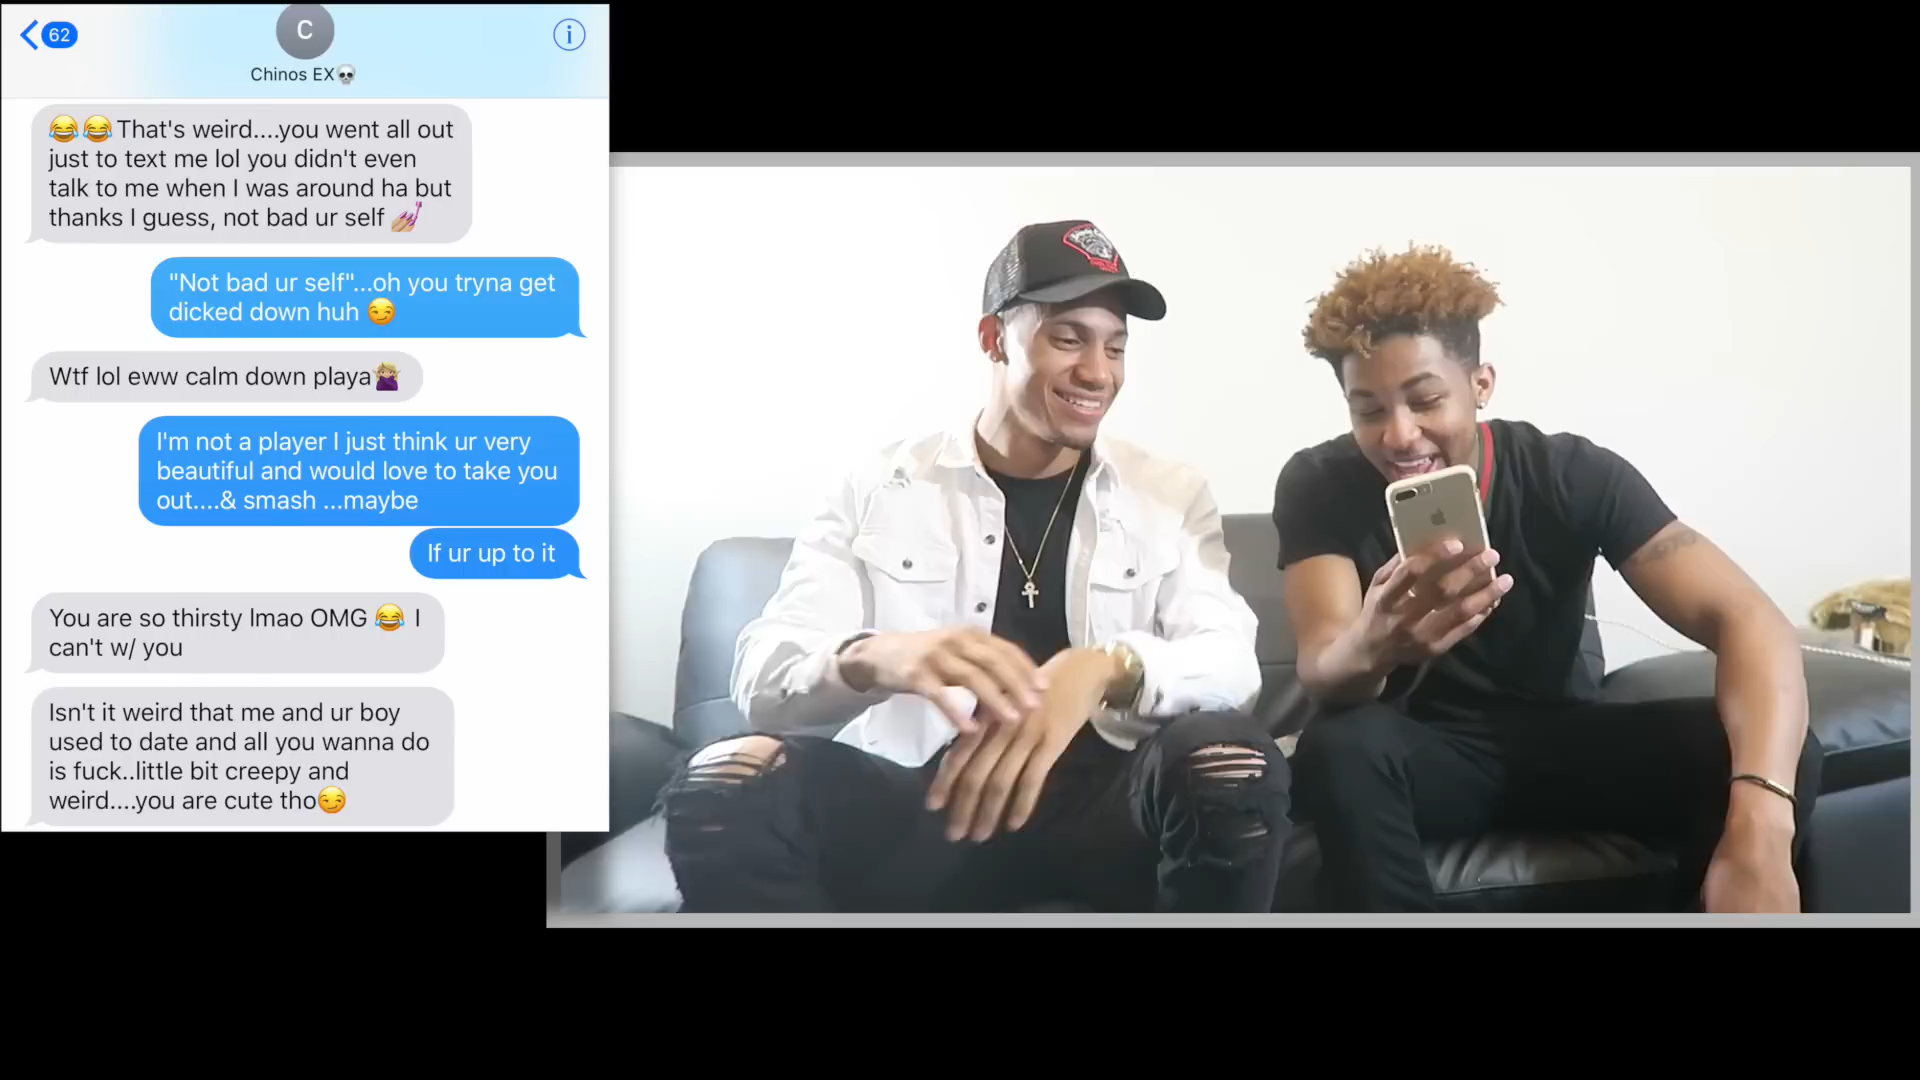 62
C
Chinos EX💀
😂😂That's weird....you went all out
just to text me lol you didn't even
talk to me when I was around ha but
thanks I guess, not bad ur self 💅🏼
"Not bad ur self"...oh you tryna get
dicked down huh 😏
Wtf lol eww calm down playa🤷🏼‍♀️
I'm not a player I just think ur very
beautiful and would love to take you
out....& smash ...maybe
If ur up to it
You are so thirsty lmao OMG 😂 I
can't w/ you
Isn't it weird that me and ur boy
used to date and all you wanna do
is fuck..little bit creepy and
weird....you are cute tho😏